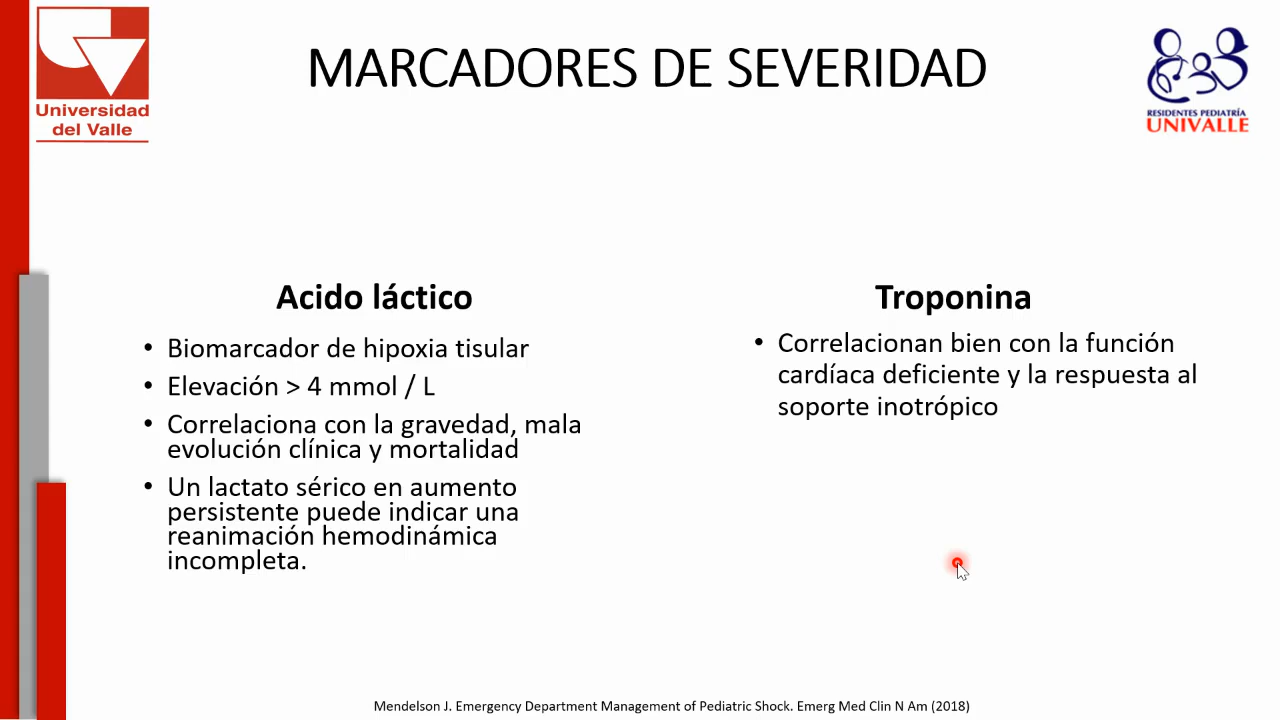 Universidad
del Valle
MARCADORES DE SEVERIDAD
RESIDENTES PEDIATRÍA
UNIVALLE
Acido láctico
• Biomarcador de hipoxia tisular
• Elevación > 4 mmol / L
• Correlaciona con la gravedad, mala
evolución clínica y mortalidad
• Un lactato sérico en aumento
persistente puede indicar una
reanimación hemodinámica
incompleta.
Troponina
• Correlacionan bien con la función
cardíaca deficiente y la respuesta al
soporte inotrópico
Mendelson J. Emergency Department Management of Pediatric Shock. Emerg Med Clin N Am (2018)